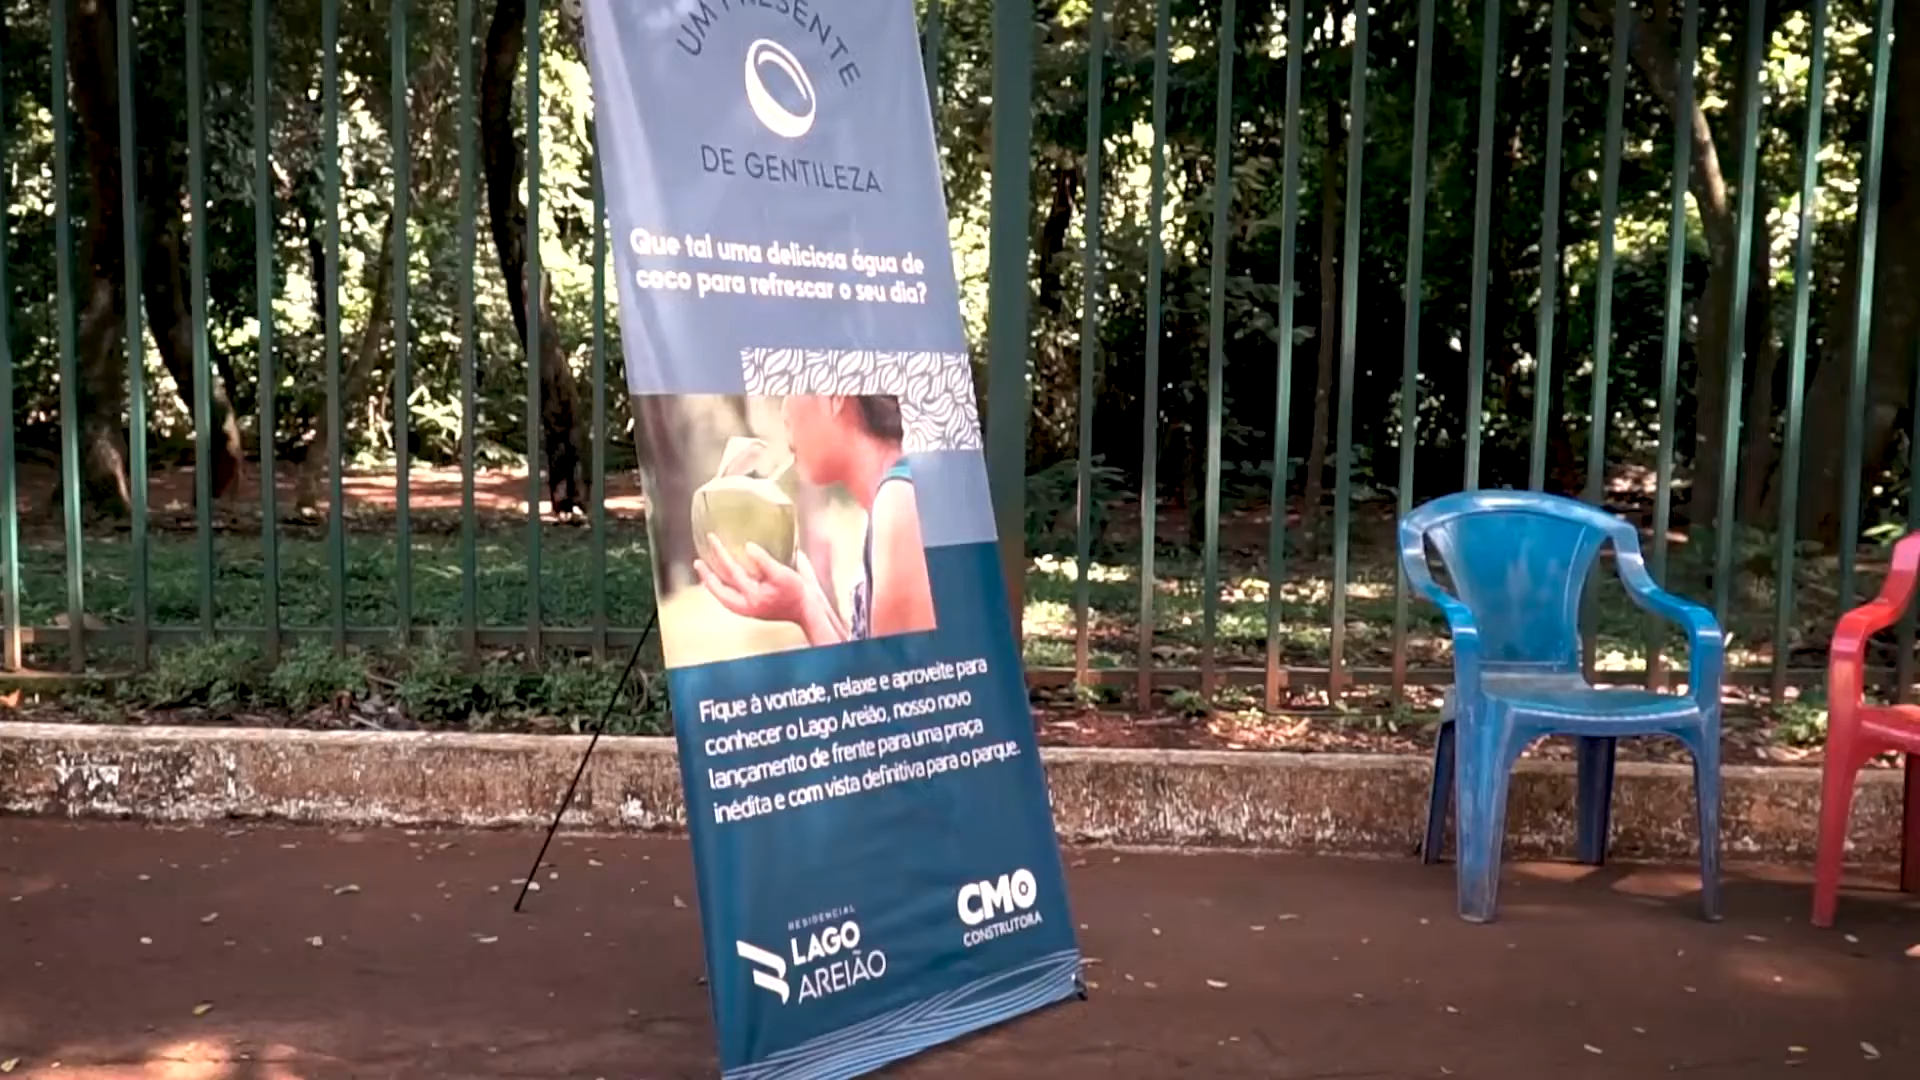 UM PRESENTE
DE GENTILEZA
Que tal uma deliciosa água de
coco para refrescar o seu dia?
Fique à vontade, relaxe e aproveite para
conhecer o Lago Areião, nosso novo
lançamento de frente para uma praça
inédita e com vista definitiva para o parque.
RESIDENCIAL
LAGO
AREIÃO
CMO
CONSTRUTORA